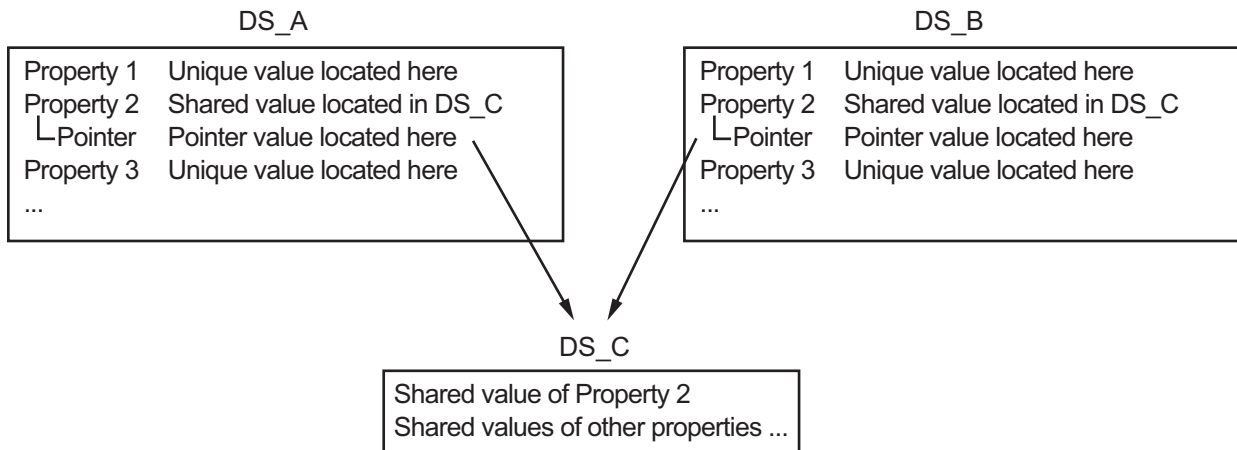 DS_A
Property 1 Unique value located here
Property 2 Shared value located in DS_C
Pointer Pointer value located here
Property 3 Unique value located here
...
DS_B
Property 1 Unique value located here
Property 2 Shared value located in DS_C
Pointer Pointer value located here
Property 3 Unique value located here
...
DS_C
Shared value of Property 2
Shared values of other properties ...